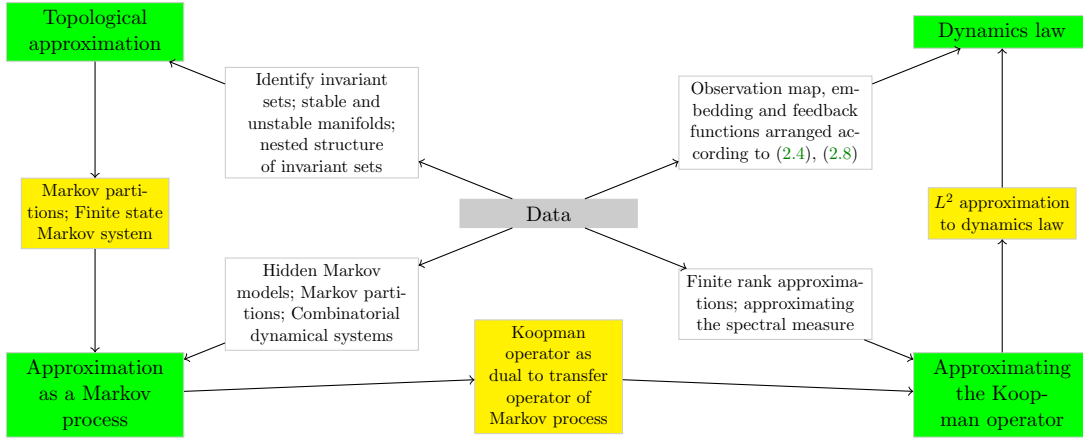 Topological
approximation
Dynamics law
Identify invariant
sets; stable and
unstable manifolds;
nested structure
of invariant sets
Observation map, em-
bedding and feedback
functions arranged ac-
cording to (2.4), (2.8)
Markov parti-
tions; Finite state
Markov system
Data
L² approximation
to dynamics law
Hidden Markov
models; Markov parti-
tions; Combinatorial
dynamical systems
Finite rank approxima-
tions; approximating
the spectral measure
Koopman
operator as
dual to transfer
operator of
Markov process
Approximation
as a Markov
process
Approximating
the Koop-
man operator